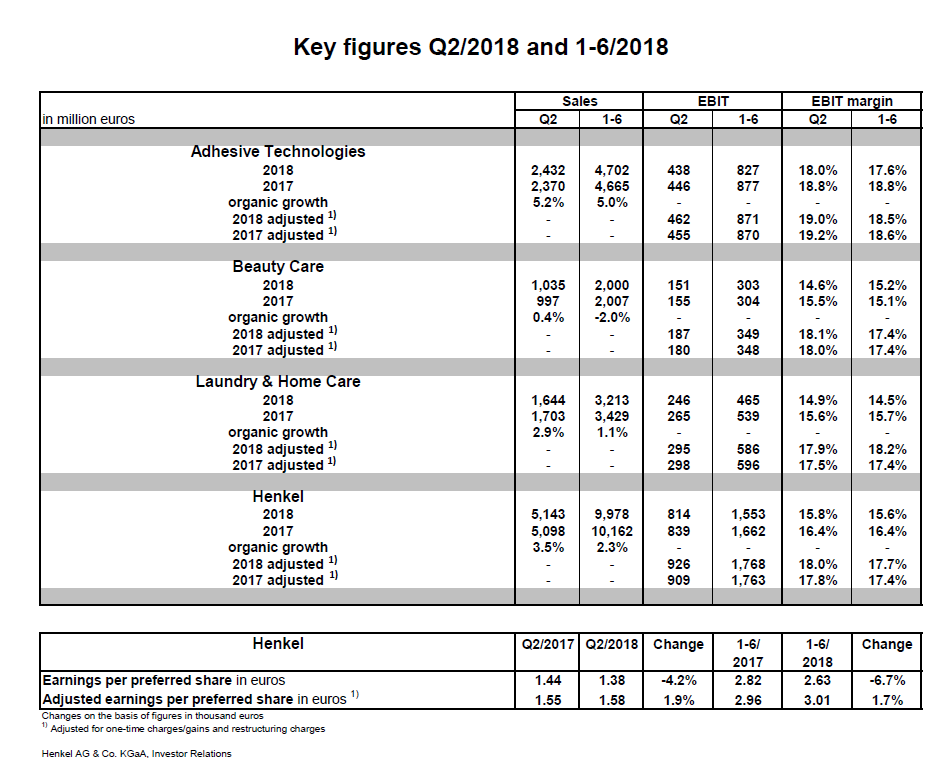 Key figures Q2/2018 and 1-6/2018
Sales EBIT EBIT margin
in million euros Q2 1-6 Q2 1-6 Q2 1-6
Adhesive Technologies
2018 2,432 4,702 438 827 18.0% 17.6%
2017 2,370 4,665 446 877 18.8% 18.8%
organic growth 5.2% 5.0% - - - -
2018 adjusted 1) - - 462 871 19.0% 18.5%
2017 adjusted 1) - - 455 870 19.2% 18.6%
Beauty Care
2018 1,035 2,000 151 303 14.6% 15.2%
2017 997 2,007 155 304 15.5% 15.1%
organic growth 0.4% -2.0% - - - -
2018 adjusted 1) - - 187 349 18.1% 17.4%
2017 adjusted 1) - - 180 348 18.0% 17.4%
Laundry & Home Care
2018 1,644 3,213 246 465 14.9% 14.5%
2017 1,703 3,429 265 539 15.6% 15.7%
organic growth 2.9% 1.1% - - - -
2018 adjusted 1) - - 295 586 17.9% 18.2%
2017 adjusted 1) - - 298 596 17.5% 17.4%
Henkel
2018 5,143 9,978 814 1,553 15.8% 15.6%
2017 5,098 10,162 839 1,662 16.4% 16.4%
organic growth 3.5% 2.3% - - - -
2018 adjusted 1) - - 926 1,768 18.0% 17.7%
2017 adjusted 1) - - 909 1,763 17.8% 17.4%
Henkel Q2/2017 Q2/2018 Change 1-6/ 1-6/ Change
2017 2018
Earnings per preferred share in euros 1.44 1.38 -4.2% 2.82 2.63 -6.7%
Adjusted earnings per preferred share in euros 1) 1.55 1.58 1.9% 2.96 3.01 1.7%
Changes on the basis of figures in thousand euros
1) Adjusted for one-time charges/gains and restructuring charges
Henkel AG & Co. KGaA, Investor Relations